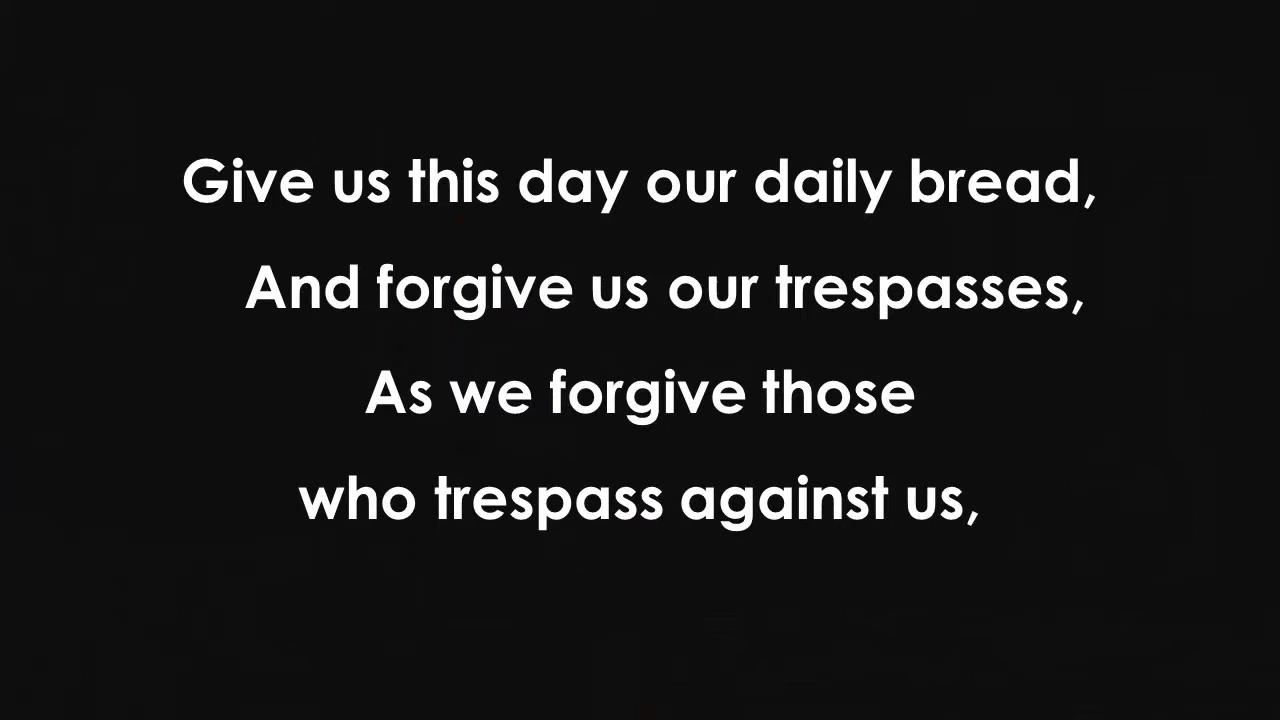 Give us this day our daily bread,
And forgive us our trespasses,
As we forgive those
who trespass against us,